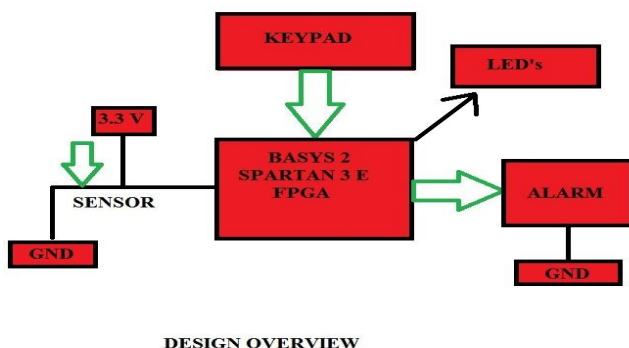 KEYPAD
LED's
3.3 V
BASYS 2
SPARTAN 3 E
FPGA
SENSOR
ALARM
GND
GND
DESIGN OVERVIEW